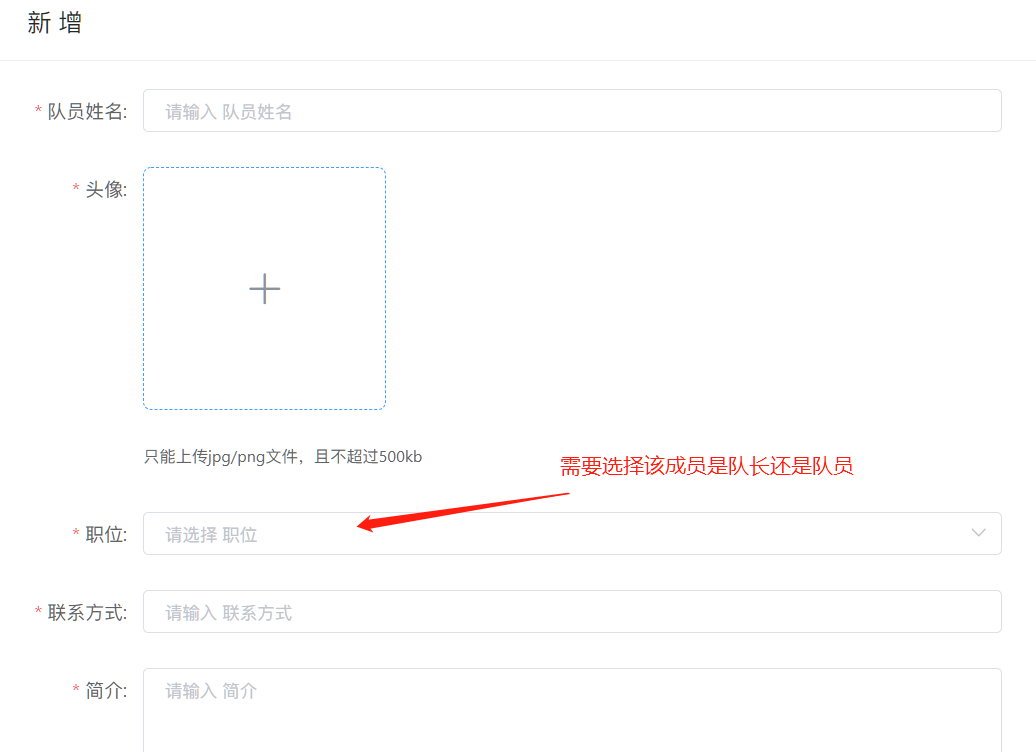 新 增
* 队员姓名: 请输入 队员姓名
* 头像:
只能上传jpg/png文件，且不超过500kb
需要选择该成员是队长还是队员
* 职位: 请选择 职位
* 联系方式: 请输入 联系方式
* 简介: 请输入 简介